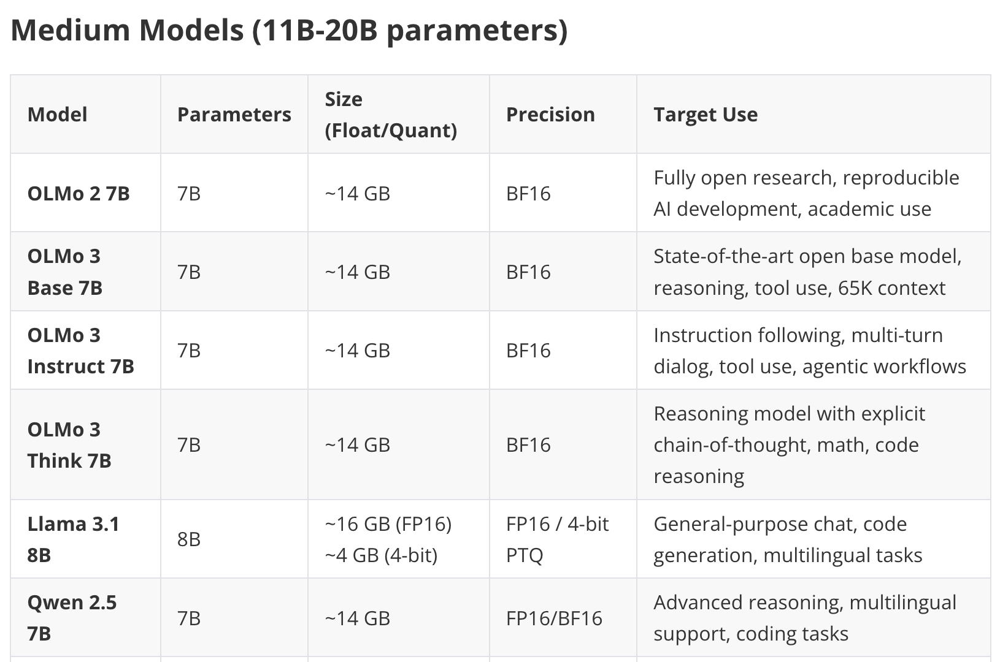 Medium Models (11B-20B parameters)
Model
Parameters
Size
(Float/Quant)
Precision
Target Use
OLMo 2 7B
7B
~14 GB
BF16
Fully open research, reproducible
AI development, academic use
OLMo 3
Base 7B
7B
~14 GB
BF16
State-of-the-art open base model,
reasoning, tool use, 65K context
OLMo 3
Instruct 7B
7B
~14 GB
BF16
Instruction following, multi-turn
dialog, tool use, agentic workflows
OLMo 3
Think 7B
7B
~14 GB
BF16
Reasoning model with explicit
chain-of-thought, math, code
reasoning
Llama 3.1
8B
8B
~16 GB (FP16)
~4 GB (4-bit)
FP16 / 4-bit
PTQ
General-purpose chat, code
generation, multilingual tasks
Qwen 2.5
7B
7B
~14 GB
FP16/BF16
Advanced reasoning, multilingual
support, coding tasks